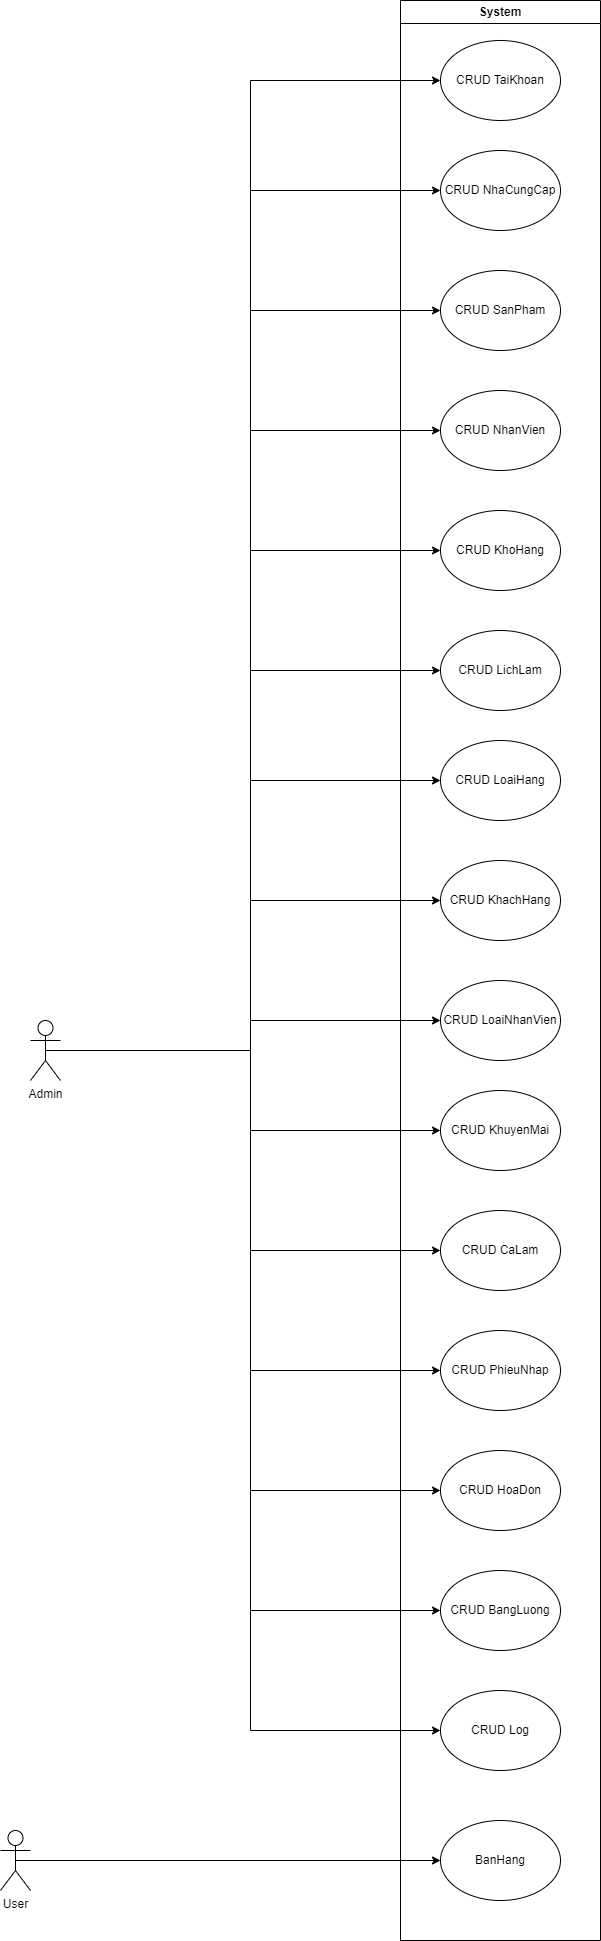 System
CRUD TaiKhoan
CRUD NhaCungCap
CRUD SanPham
CRUD NhanVien
CRUD KhoHang
CRUD LichLam
CRUD LoaiHang
CRUD KhachHang
CRUD LoaiNhanVien
Admin
CRUD KhuyenMai
CRUD CaLam
CRUD PhieuNhap
CRUD HoaDon
CRUD BangLuong
CRUD Log
BanHang
User